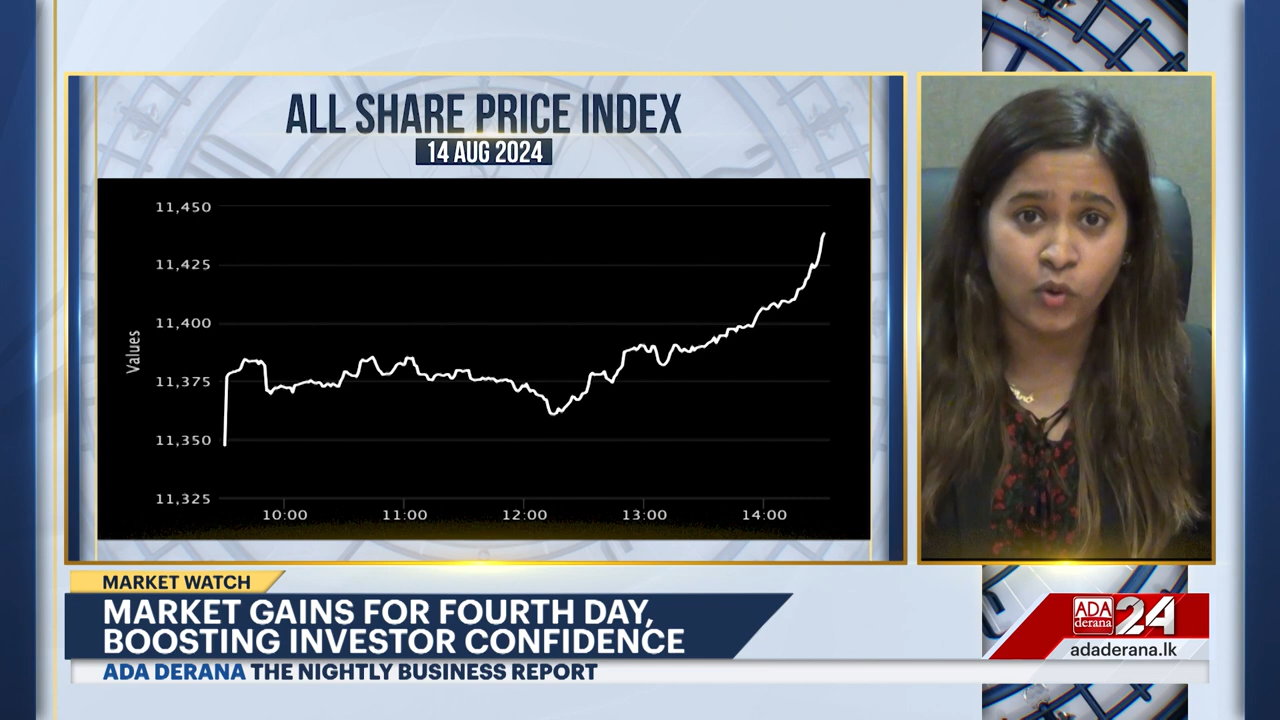 ALL SHARE PRICE INDEX
14 AUG 2024
11,450
11,425
11,400
11,375
11,350
11,325
Values
10:00 11:00 12:00 13:00 14:00
MARKET WATCH
MARKET GAINS FOR FOURTH DAY,
BOOSTING INVESTOR CONFIDENCE
ADA DERANA THE NIGHTLY BUSINESS REPORT
ADA
derana
24
adaderana.lk